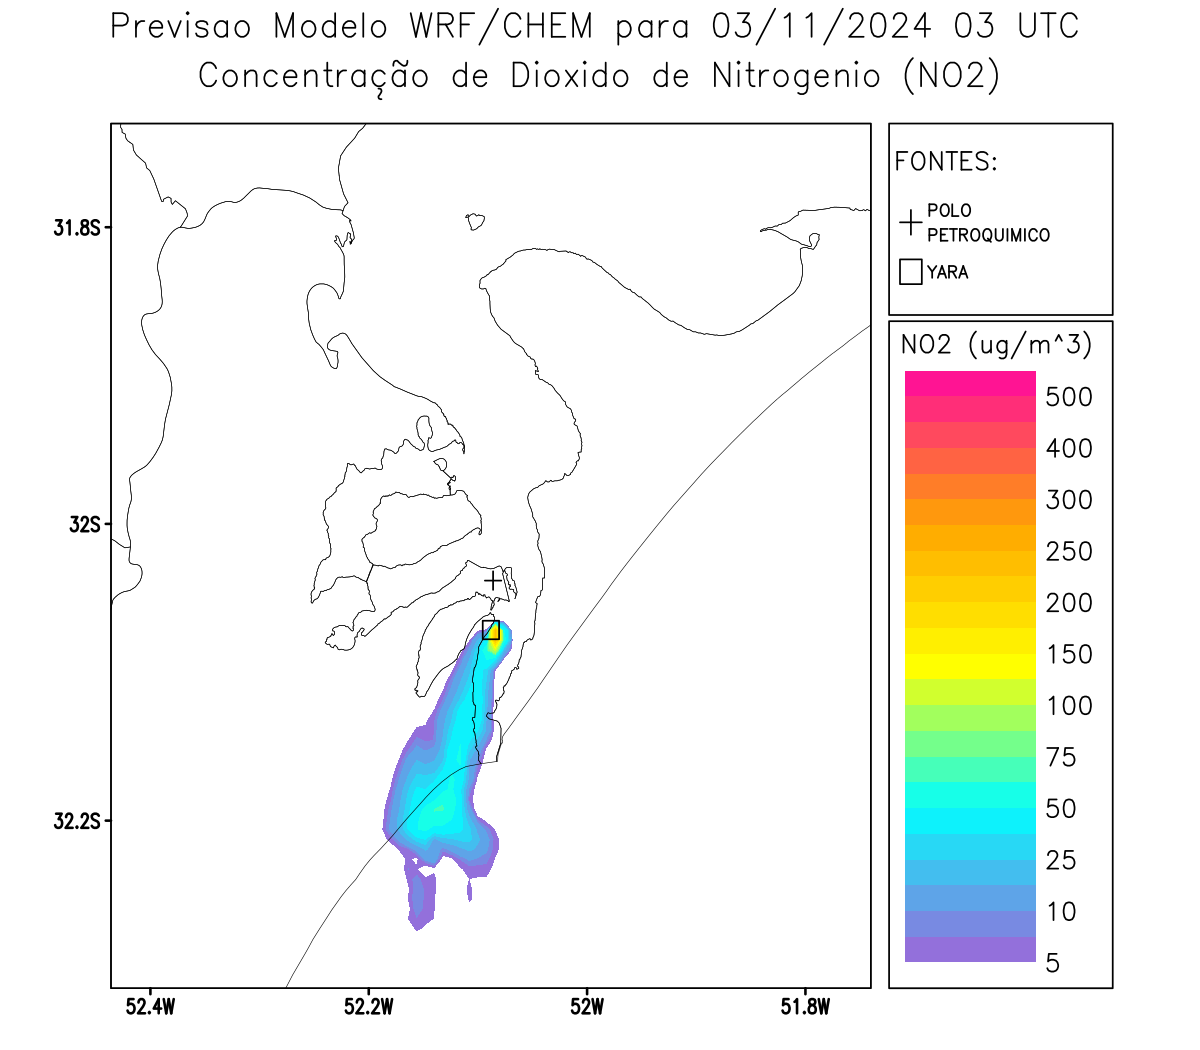 Previsao Modelo WRF/CHEM para 03/11/2024 03 UTC
Concentração de Dioxido de Nitrogenio (NO2)
FONTES:
POLO
PETROQUIMICO
YARA
NO2 (ug/m^3)
500
400
300
250
200
150
100
75
50
25
10
5
31.8S
32S
32.2S
52.4W
52.2W
52W
51.8W